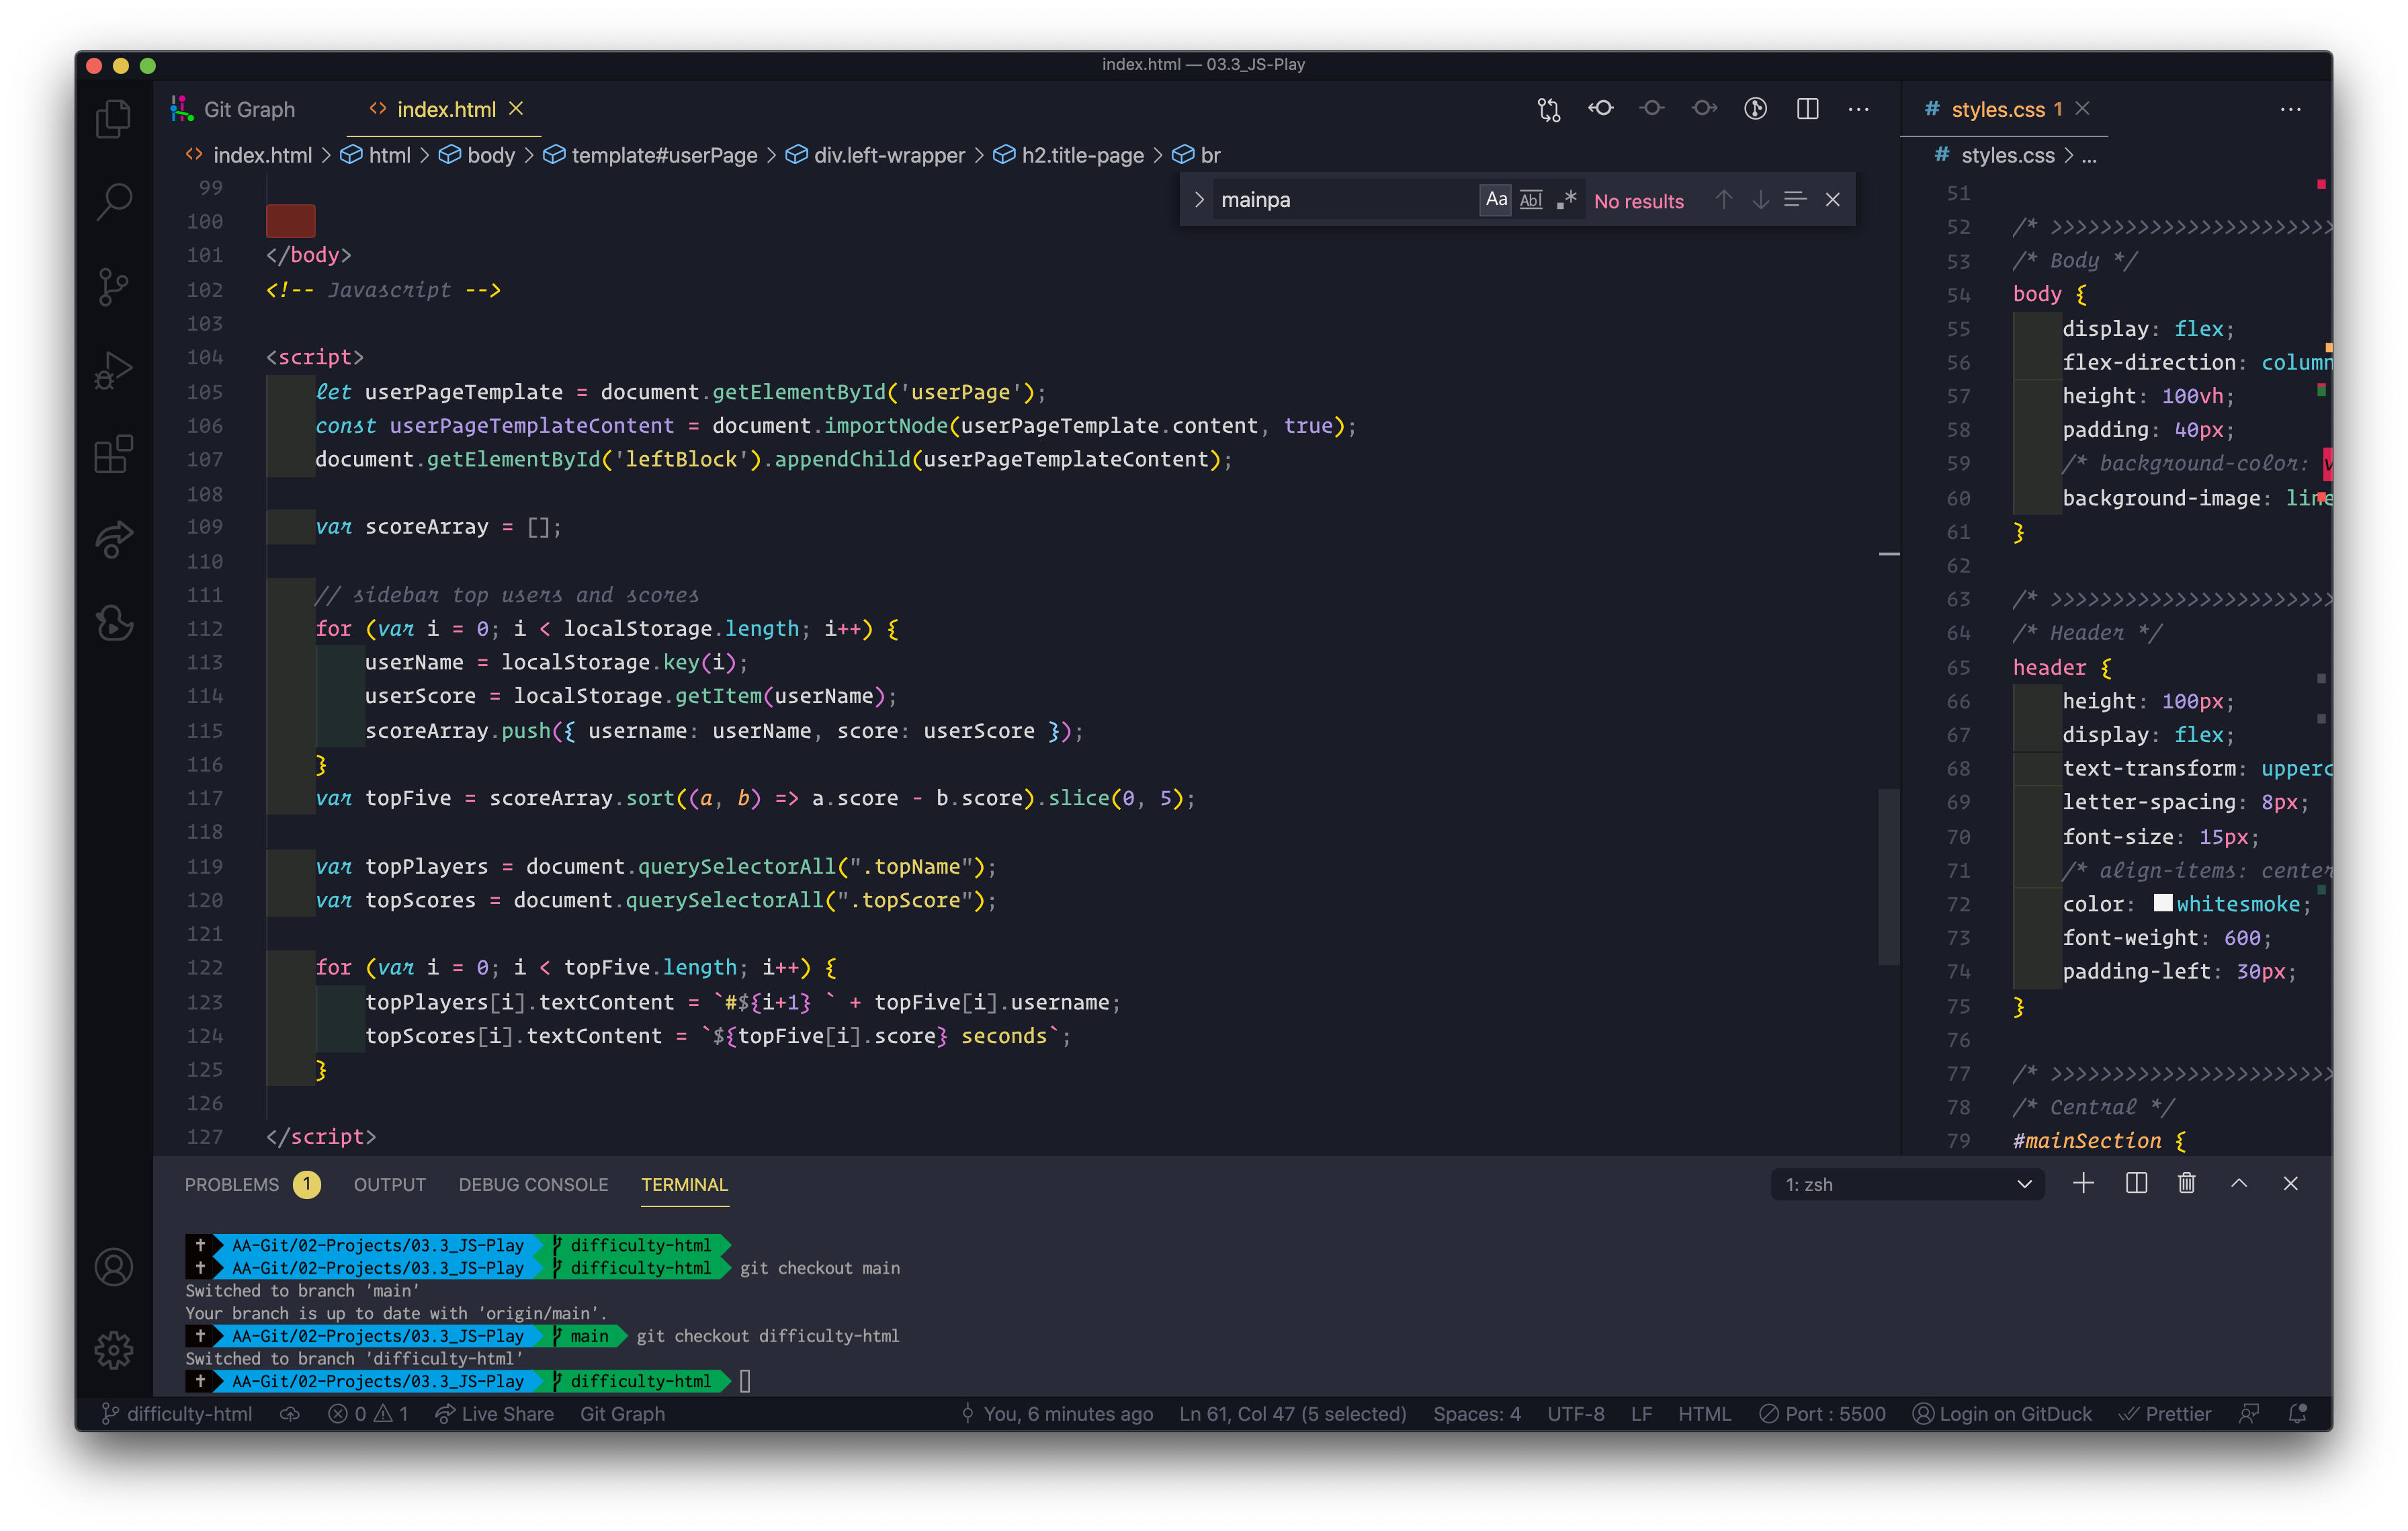 index.html — 03.3_JS-Play
Git Graph
index.html
styles.css 1
index.html > html > body > template#userPage > div.left-wrapper > h2.title-page > br
styles.css > ...
mainpa
Aa
Abl
.*
No results
99
100
101 </body>
102 <!-- Javascript -->
103
104 <script>
105 let userPageTemplate = document.getElementById('userPage');
106 const userPageTemplateContent = document.importNode(userPageTemplate.content, true);
107 document.getElementById('leftBlock').appendChild(userPageTemplateContent);
108
109 var scoreArray = [];
110
111 // sidebar top users and scores
112 for (var i = 0; i < localStorage.length; i++) {
113 userName = localStorage.key(i);
114 userScore = localStorage.getItem(userName);
115 scoreArray.push({ username: userName, score: userScore });
116 }
117 var topFive = scoreArray.sort((a, b) => a.score - b.score).slice(0, 5);
118
119 var topPlayers = document.querySelectorAll(".topName");
120 var topScores = document.querySelectorAll(".topScore");
121
122 for (var i = 0; i < topFive.length; i++) {
123 topPlayers[i].textContent = `#${i+1} ` + topFive[i].username;
124 topScores[i].textContent = `${topFive[i].score} seconds`;
125 }
126
127 </script>
51
52 /* >>>>>>>>>>>>>>>>>>>>>>>
53 /* Body */
54 body {
55 display: flex;
56 flex-direction: column
57 height: 100vh;
58 padding: 40px;
59 /* background-color: v
60 background-image: line
61 }
62
63 /* >>>>>>>>>>>>>>>>>>>>>>>
64 /* Header */
65 header {
66 height: 100px;
67 display: flex;
68 text-transform: upperc
69 letter-spacing: 8px;
70 font-size: 15px;
71 /* align-items: center
72 color: whitesmoke;
73 font-weight: 600;
74 padding-left: 30px;
75 }
76
77 /* >>>>>>>>>>>>>>>>>>>>>>>
78 /* Central */
79 #mainSection {
PROBLEMS 1 OUTPUT DEBUG CONSOLE TERMINAL
1: zsh
† AA-Git/02-Projects/03.3_JS-Play difficulty-html
† AA-Git/02-Projects/03.3_JS-Play difficulty-html git checkout main
Switched to branch 'main'
Your branch is up to date with 'origin/main'.
† AA-Git/02-Projects/03.3_JS-Play main git checkout difficulty-html
Switched to branch 'difficulty-html'
† AA-Git/02-Projects/03.3_JS-Play difficulty-html
difficulty-html 0 1 Live Share Git Graph You, 6 minutes ago Ln 61, Col 47 (5 selected) Spaces: 4 UTF-8 LF HTML Port : 5500 Login on GitDuck Prettier